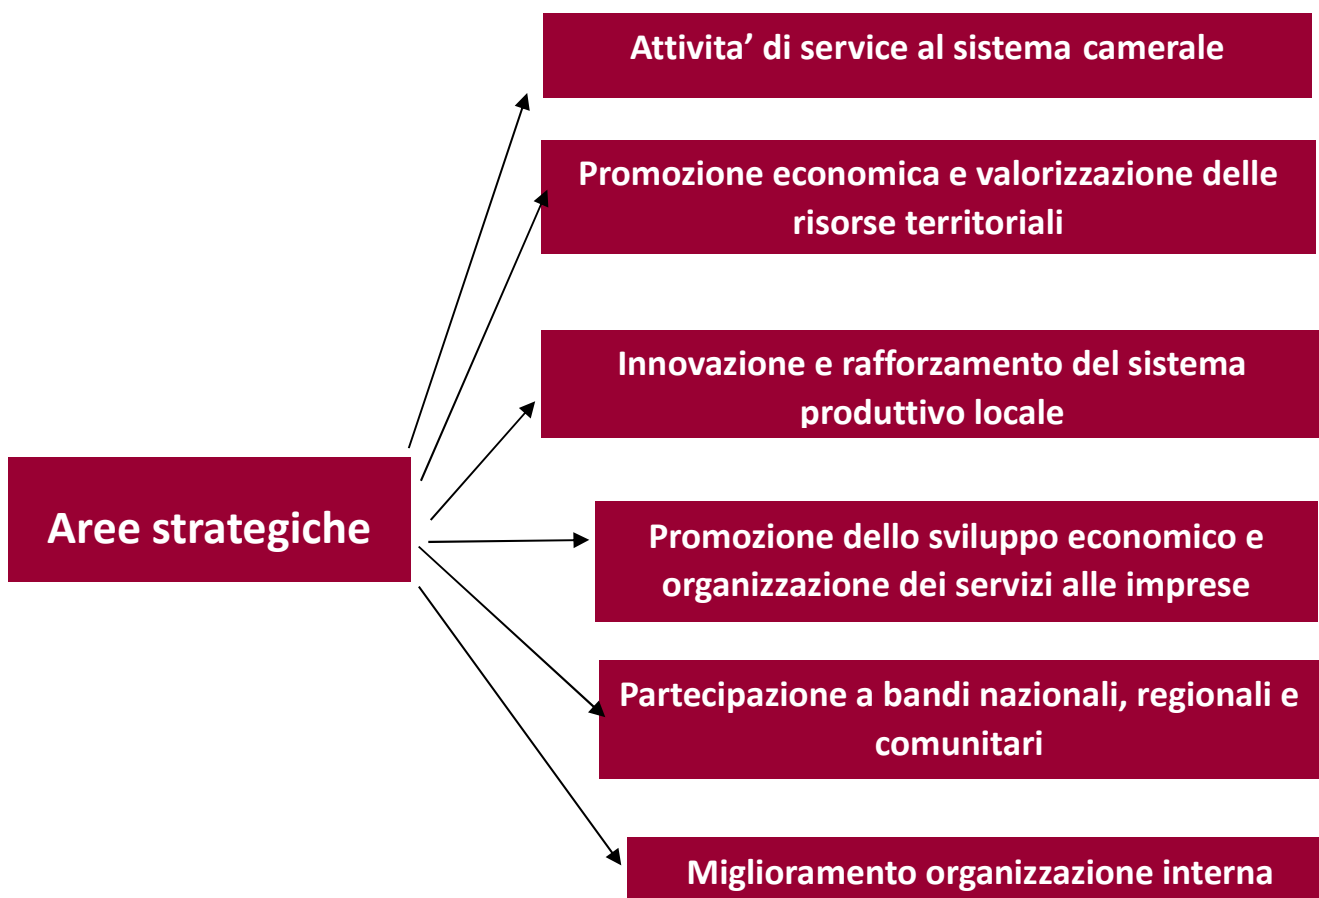 Attivita’ di service al sistema camerale
Promozione economica e valorizzazione delle
risorse territoriali
Innovazione e rafforzamento del sistema
produttivo locale
Aree strategiche
Promozione dello sviluppo economico e
organizzazione dei servizi alle imprese
Partecipazione a bandi nazionali, regionali e
comunitari
Miglioramento organizzazione interna